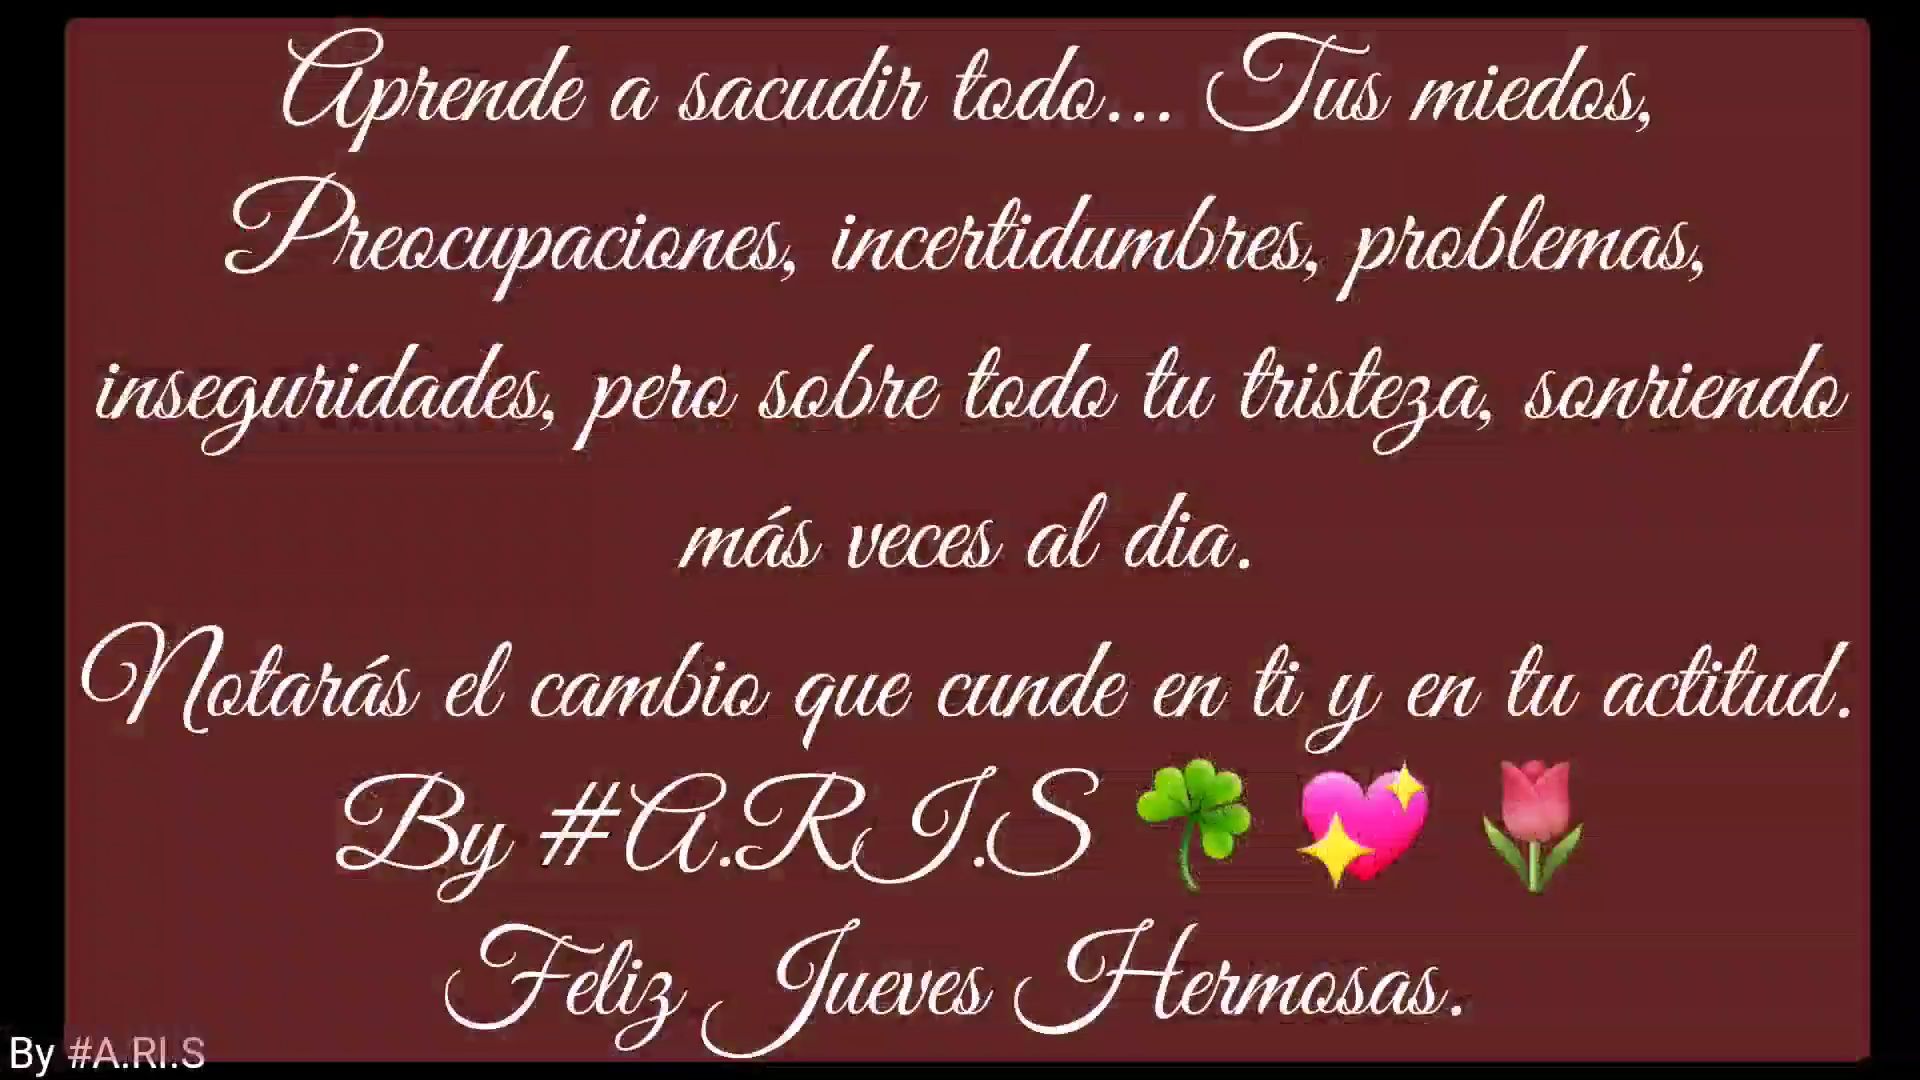 Aprende a sacudir todo... Tus miedos,
Preocupaciones, incertidumbres, problemas,
inseguridades, pero sobre todo tu tristeza, sonriendo
más veces al dia.
Notarás el cambio que cunde en ti y en tu actitud.
By #A.RI.S ☘️ 💖 🌷
Feliz Jueves Hermosas.
By #A.RI.S